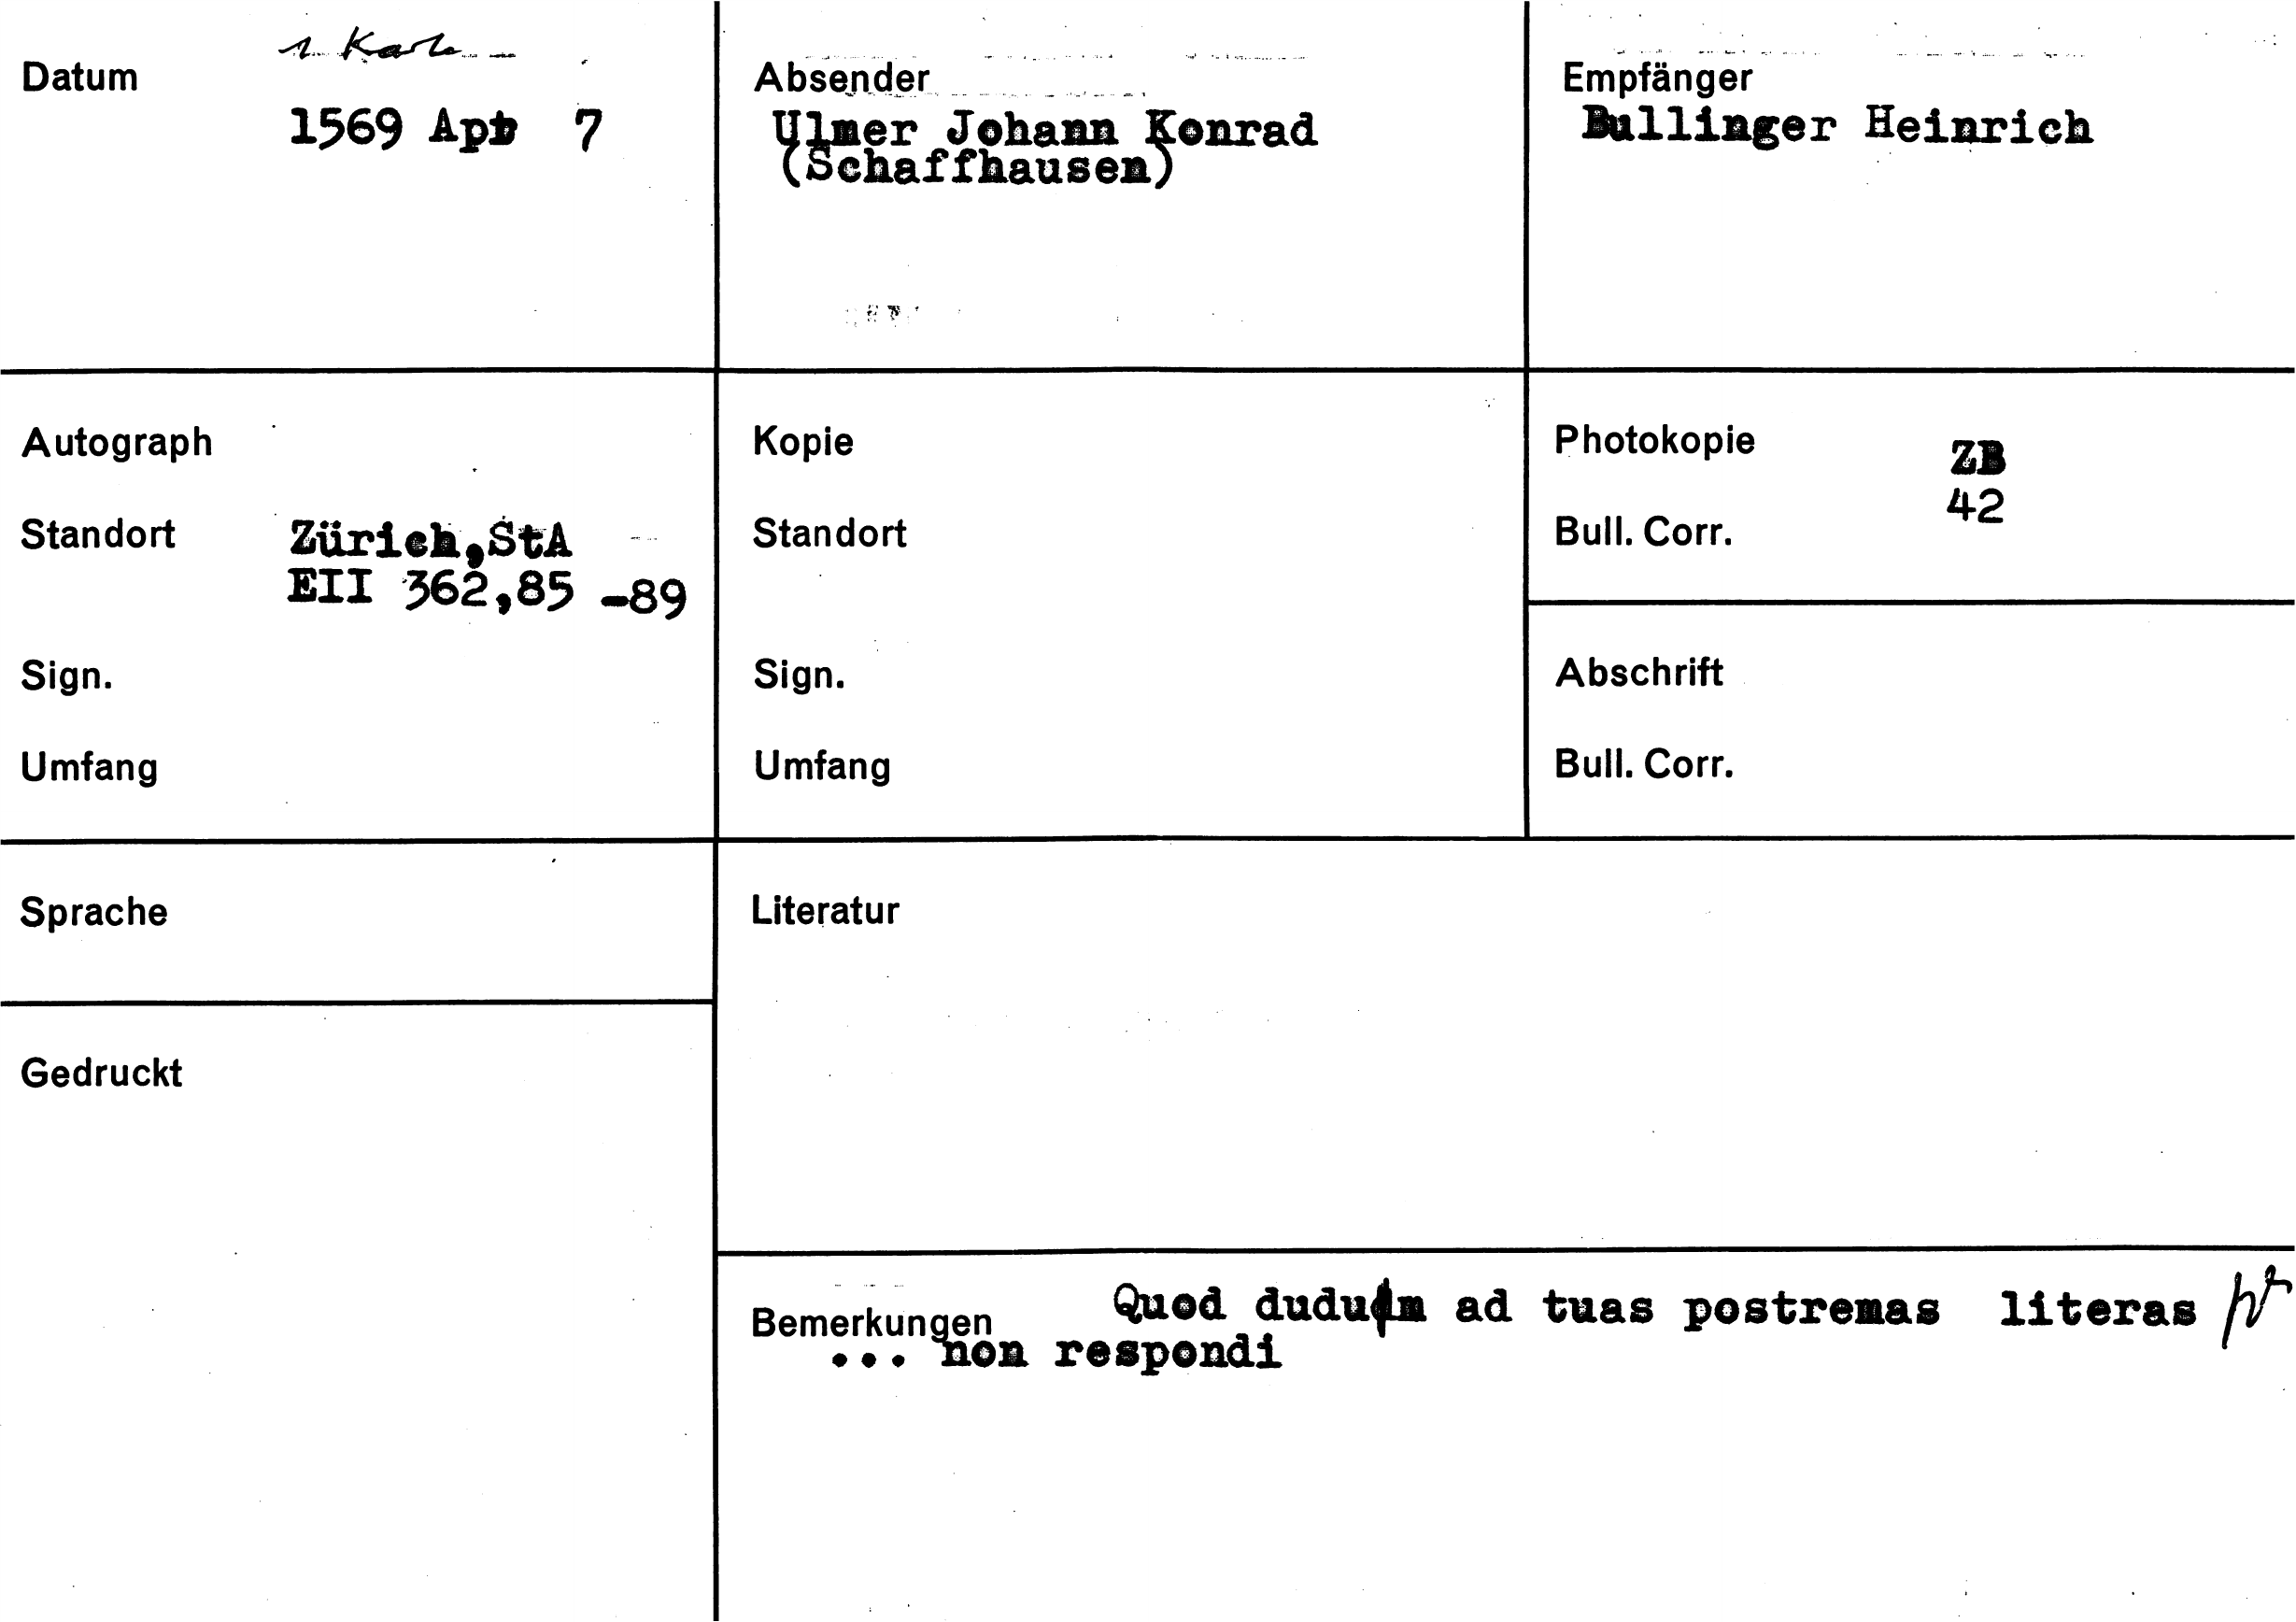 1 Karte
Datum
1569 Apr 7
Absender
Ulmer Johann Konrad
(Schaffhausen)
Empfänger
Bullinger Heinrich
Autograph
Standort Zürich,StA
EII 362,85 -89
Sign.
Umfang
Kopie
Standort
Sign.
Umfang
Photokopie ZB
Bull. Corr. 42
Abschrift
Bull. Corr.
Sprache
Gedruckt
Literatur
Bemerkungen Quod dudum ad tuas postremas literas
... non respondi